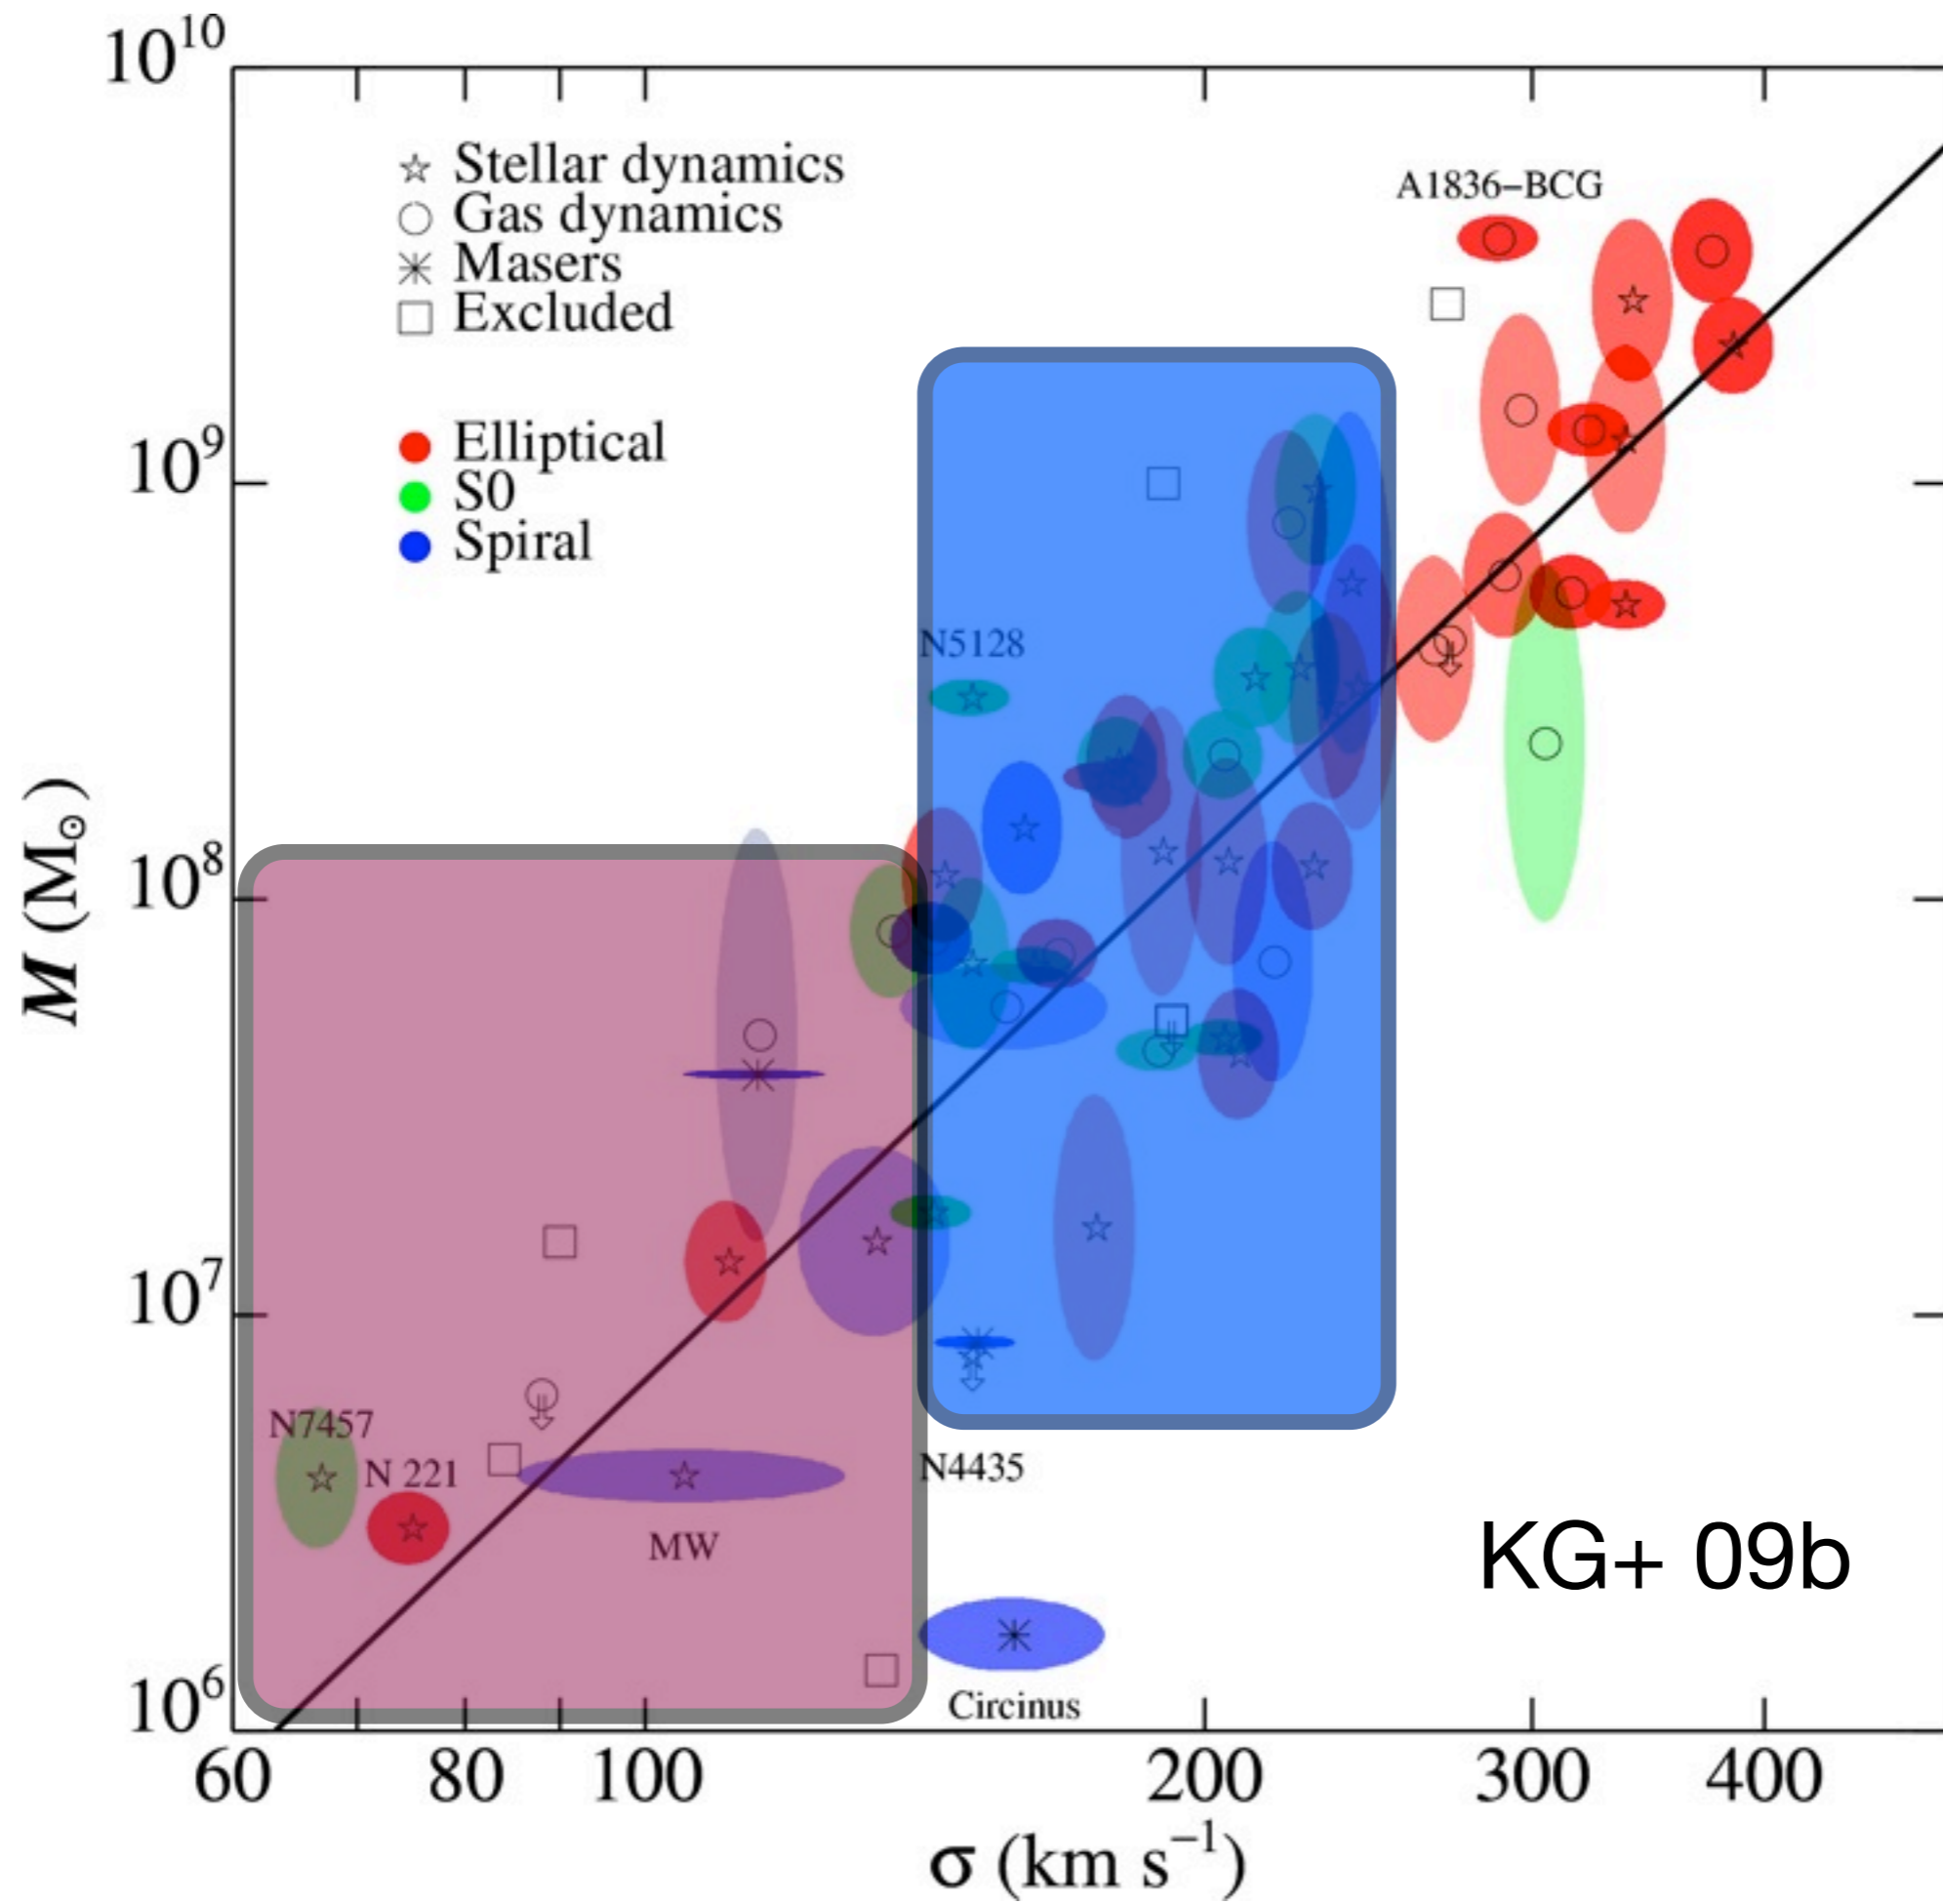 10^10
Stellar dynamics
Gas dynamics
Masers
Excluded
A1836−BCG
Elliptical
S0
Spiral
10^9
N5128
M (M☉)
10^8
10^7
N7457
N 221
MW
N4435
KG+ 09b
Circinus
10^6
60 80 100 200 300 400
σ (km s^−1)